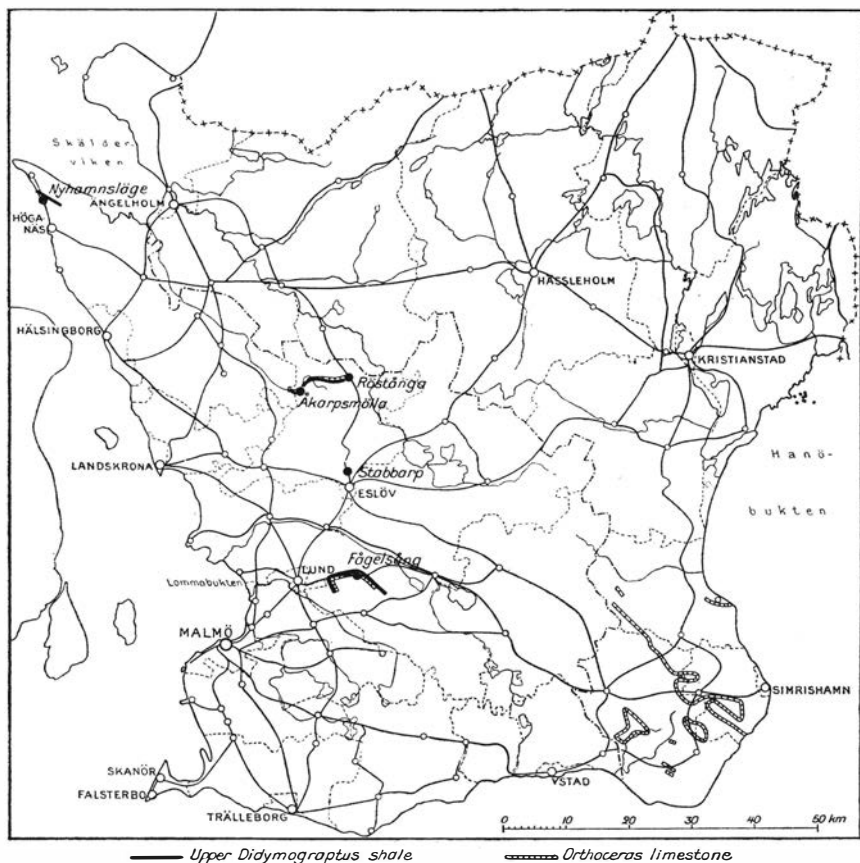 Skälder-
viken
Nyhamnsläge
ÄNGELHOLM
HÖGA-
NÄS
HÄSSLEHOLM
HÄLSINGBORG
KRISTIANSTAD
Röstånga
Åkarpsmölla
LANDSKRONA
Stabbarp
ESLÖV
Hanö-
bukten
Fågelsång
LUND
Lommabukten
MALMÖ
SIMRISHAMN
SKANÖR
YSTAD
FALSTERBO
TRÄLLEBORG
0 10 20 30 40 50 km
Upper Didymograptus shale
Orthoceras limestone